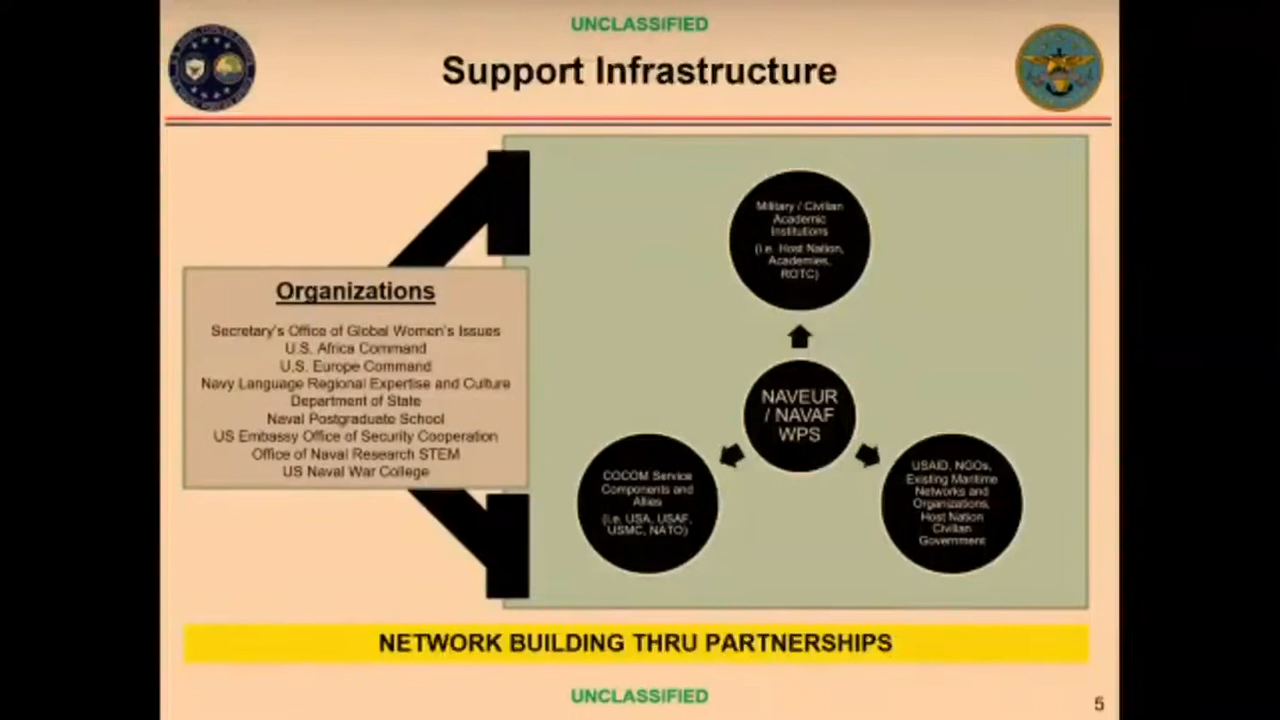 UNCLASSIFIED
Support Infrastructure
Organizations
Secretary's Office of Global Women's Issues
U.S. Africa Command
U.S. Europe Command
Navy Language Regional Expertise and Culture
Department of State
Naval Postgraduate School
US Embassy Office of Security Cooperation
Office of Naval Research STEM
US Naval War College
Military / Civilian
Academic
Institutions
(i.e. Host Nation,
Academies,
ROTC)
NAVEUR
/ NAVAF
WPS
COCOM Service
Components and
Allies
(i.e. USA, USAF,
USMC, NATO)
USAID, NGOs,
Existing Maritime
Networks and
Organizations,
Host Nation
Civilian
Government
NETWORK BUILDING THRU PARTNERSHIPS
UNCLASSIFIED
5